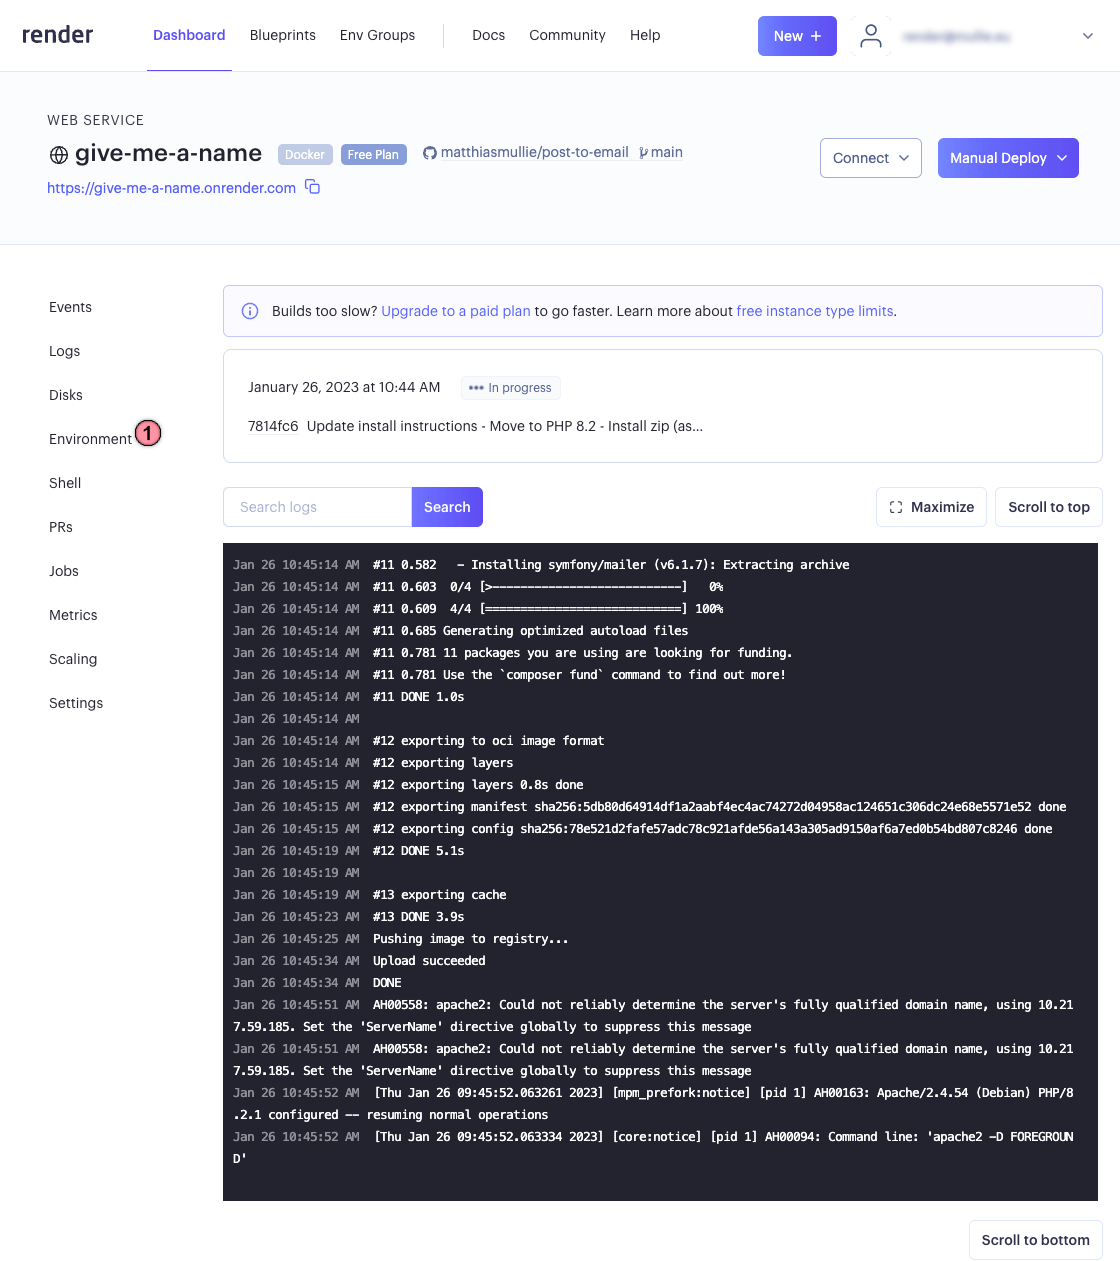 render Dashboard Blueprints Env Groups Docs Community Help New +
WEB SERVICE
give-me-a-name Docker Free Plan matthiasmullie/post-to-email main
Connect Manual Deploy
https://give-me-a-name.onrender.com
Events
Logs
Disks
Environment 1
Shell
PRs
Jobs
Metrics
Scaling
Settings
Builds too slow? Upgrade to a paid plan to go faster. Learn more about free instance type limits.
January 26, 2023 at 10:44 AM ••• In progress
7814fc6 Update install instructions - Move to PHP 8.2 - Install zip (as...
Search logs Search Maximize Scroll to top
Jan 26 10:45:14 AM #11 0.582 - Installing symfony/mailer (v6.1.7): Extracting archive
Jan 26 10:45:14 AM #11 0.603 0/4 [>---------------------------] 0%
Jan 26 10:45:14 AM #11 0.609 4/4 [============================] 100%
Jan 26 10:45:14 AM #11 0.685 Generating optimized autoload files
Jan 26 10:45:14 AM #11 0.781 11 packages you are using are looking for funding.
Jan 26 10:45:14 AM #11 0.781 Use the `composer fund` command to find out more!
Jan 26 10:45:14 AM #11 DONE 1.0s
Jan 26 10:45:14 AM
Jan 26 10:45:14 AM #12 exporting to oci image format
Jan 26 10:45:14 AM #12 exporting layers
Jan 26 10:45:15 AM #12 exporting layers 0.8s done
Jan 26 10:45:15 AM #12 exporting manifest sha256:5db80d64914df1a2aabf4ec4ac74272d04958ac124651c306dc24e68e5571e52 done
Jan 26 10:45:15 AM #12 exporting config sha256:78e521d2fafe57adc78c921afde56a143a305ad9150af6a7ed0b54bd807c8246 done
Jan 26 10:45:19 AM #12 DONE 5.1s
Jan 26 10:45:19 AM
Jan 26 10:45:19 AM #13 exporting cache
Jan 26 10:45:23 AM #13 DONE 3.9s
Jan 26 10:45:25 AM Pushing image to registry...
Jan 26 10:45:34 AM Upload succeeded
Jan 26 10:45:34 AM DONE
Jan 26 10:45:51 AM AH00558: apache2: Could not reliably determine the server's fully qualified domain name, using 10.21
7.59.185. Set the 'ServerName' directive globally to suppress this message
Jan 26 10:45:51 AM AH00558: apache2: Could not reliably determine the server's fully qualified domain name, using 10.21
7.59.185. Set the 'ServerName' directive globally to suppress this message
Jan 26 10:45:52 AM [Thu Jan 26 09:45:52.063261 2023] [mpm_prefork:notice] [pid 1] AH00163: Apache/2.4.54 (Debian) PHP/8
.2.1 configured -- resuming normal operations
Jan 26 10:45:52 AM [Thu Jan 26 09:45:52.063334 2023] [core:notice] [pid 1] AH00094: Command line: 'apache2 -D FOREGROUN
D'
Scroll to bottom